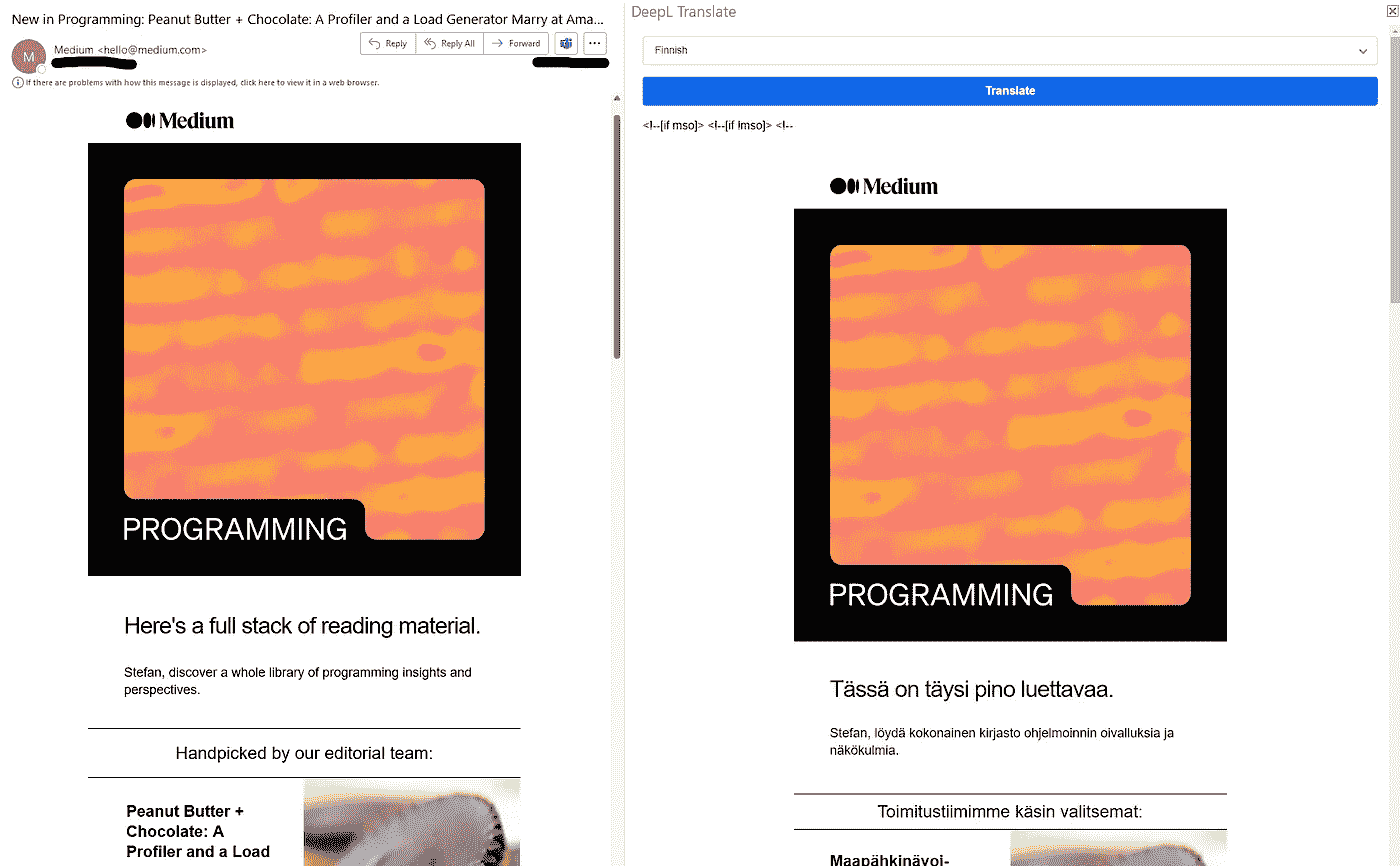 New in Programming: Peanut Butter + Chocolate: A Profiler and a Load Generator Marry at Ama...
M
Medium <hello@medium.com>
Reply
Reply All
Forward
If there are problems with how this message is displayed, click here to view it in a web browser.
Medium
PROGRAMMING
Here's a full stack of reading material.
Stefan, discover a whole library of programming insights and
perspectives.
Handpicked by our editorial team:
Peanut Butter +
Chocolate: A
Profiler and a Load
DeepL Translate
Finnish
Translate
<!--[if mso]> <!--[if !mso]> <!--
Medium
PROGRAMMING
Tässä on täysi pino luettavaa.
Stefan, löydä kokonainen kirjasto ohjelmoinnin oivalluksia ja
näkökulmia.
Toimitustiimimme käsin valitsemat:
Maapähkinävoi-